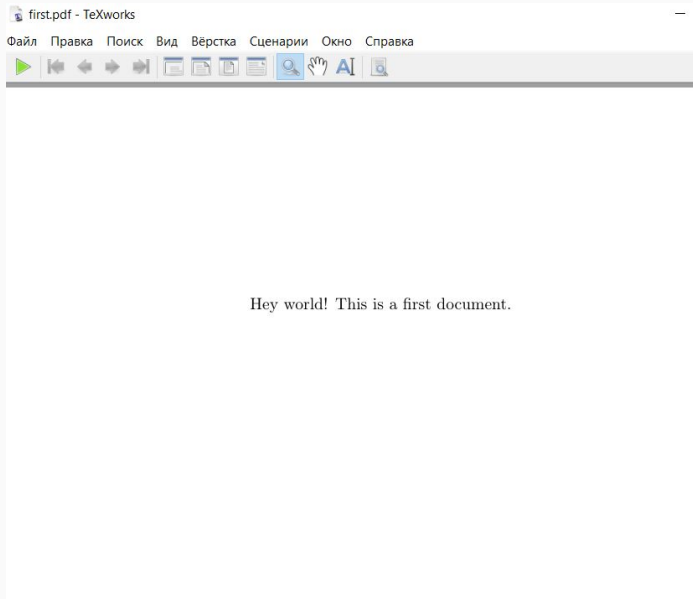 first.pdf - TeXworks
Файл Правка Поиск Вид Вёрстка Сценарии Окно Справка
Hey world! This is a first document.